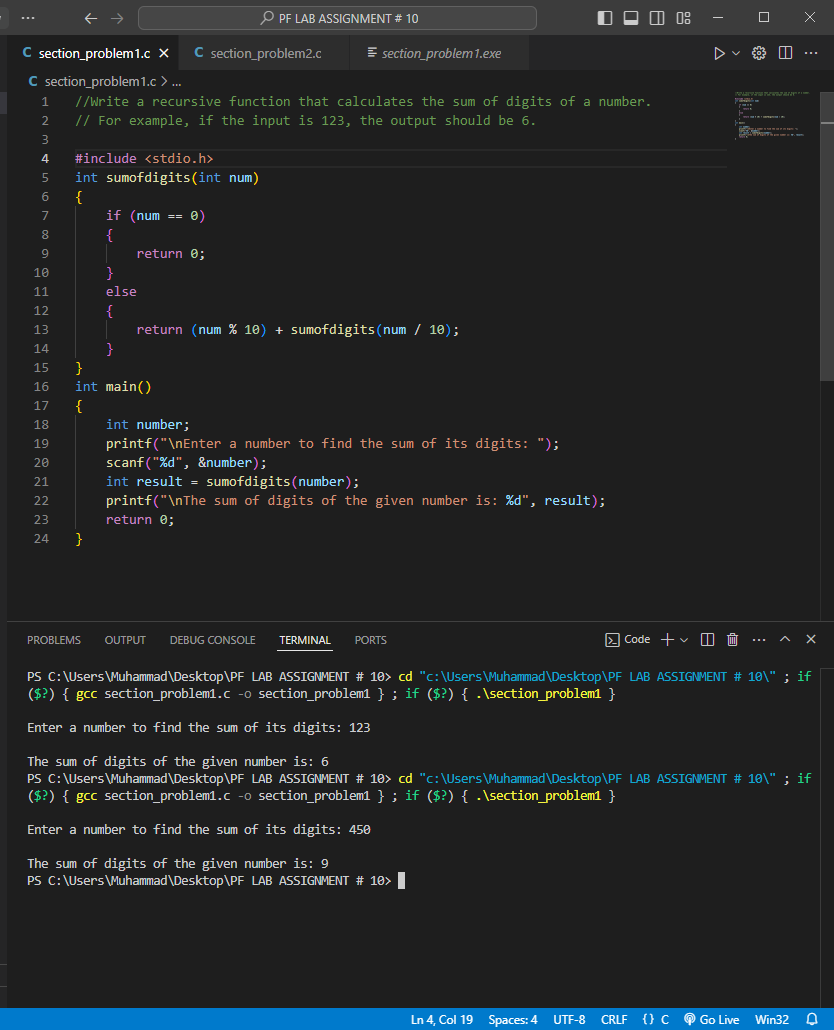 PF LAB ASSIGNMENT # 10
C section_problem1.c
C section_problem2.c
section_problem1.exe
C section_problem1.c > ...
1 //Write a recursive function that calculates the sum of digits of a number.
2 // For example, if the input is 123, the output should be 6.
3
4 #include <stdio.h>
5 int sumofdigits(int num)
6 {
7     if (num == 0)
8     {
9         return 0;
10     }
11     else
12     {
13         return (num % 10) + sumofdigits(num / 10);
14     }
15 }
16 int main()
17 {
18     int number;
19     printf("\nEnter a number to find the sum of its digits: ");
20     scanf("%d", &number);
21     int result = sumofdigits(number);
22     printf("\nThe sum of digits of the given number is: %d", result);
23     return 0;
24 }
PROBLEMS OUTPUT DEBUG CONSOLE TERMINAL PORTS Code
PS C:\Users\Muhammad\Desktop\PF LAB ASSIGNMENT # 10> cd "c:\Users\Muhammad\Desktop\PF LAB ASSIGNMENT # 10\" ; if
($?) { gcc section_problem1.c -o section_problem1 } ; if ($?) { .\section_problem1 }
Enter a number to find the sum of its digits: 123
The sum of digits of the given number is: 6
PS C:\Users\Muhammad\Desktop\PF LAB ASSIGNMENT # 10> cd "c:\Users\Muhammad\Desktop\PF LAB ASSIGNMENT # 10\" ; if
($?) { gcc section_problem1.c -o section_problem1 } ; if ($?) { .\section_problem1 }
Enter a number to find the sum of its digits: 450
The sum of digits of the given number is: 9
PS C:\Users\Muhammad\Desktop\PF LAB ASSIGNMENT # 10>
Ln 4, Col 19 Spaces: 4 UTF-8 CRLF {} C Go Live Win32